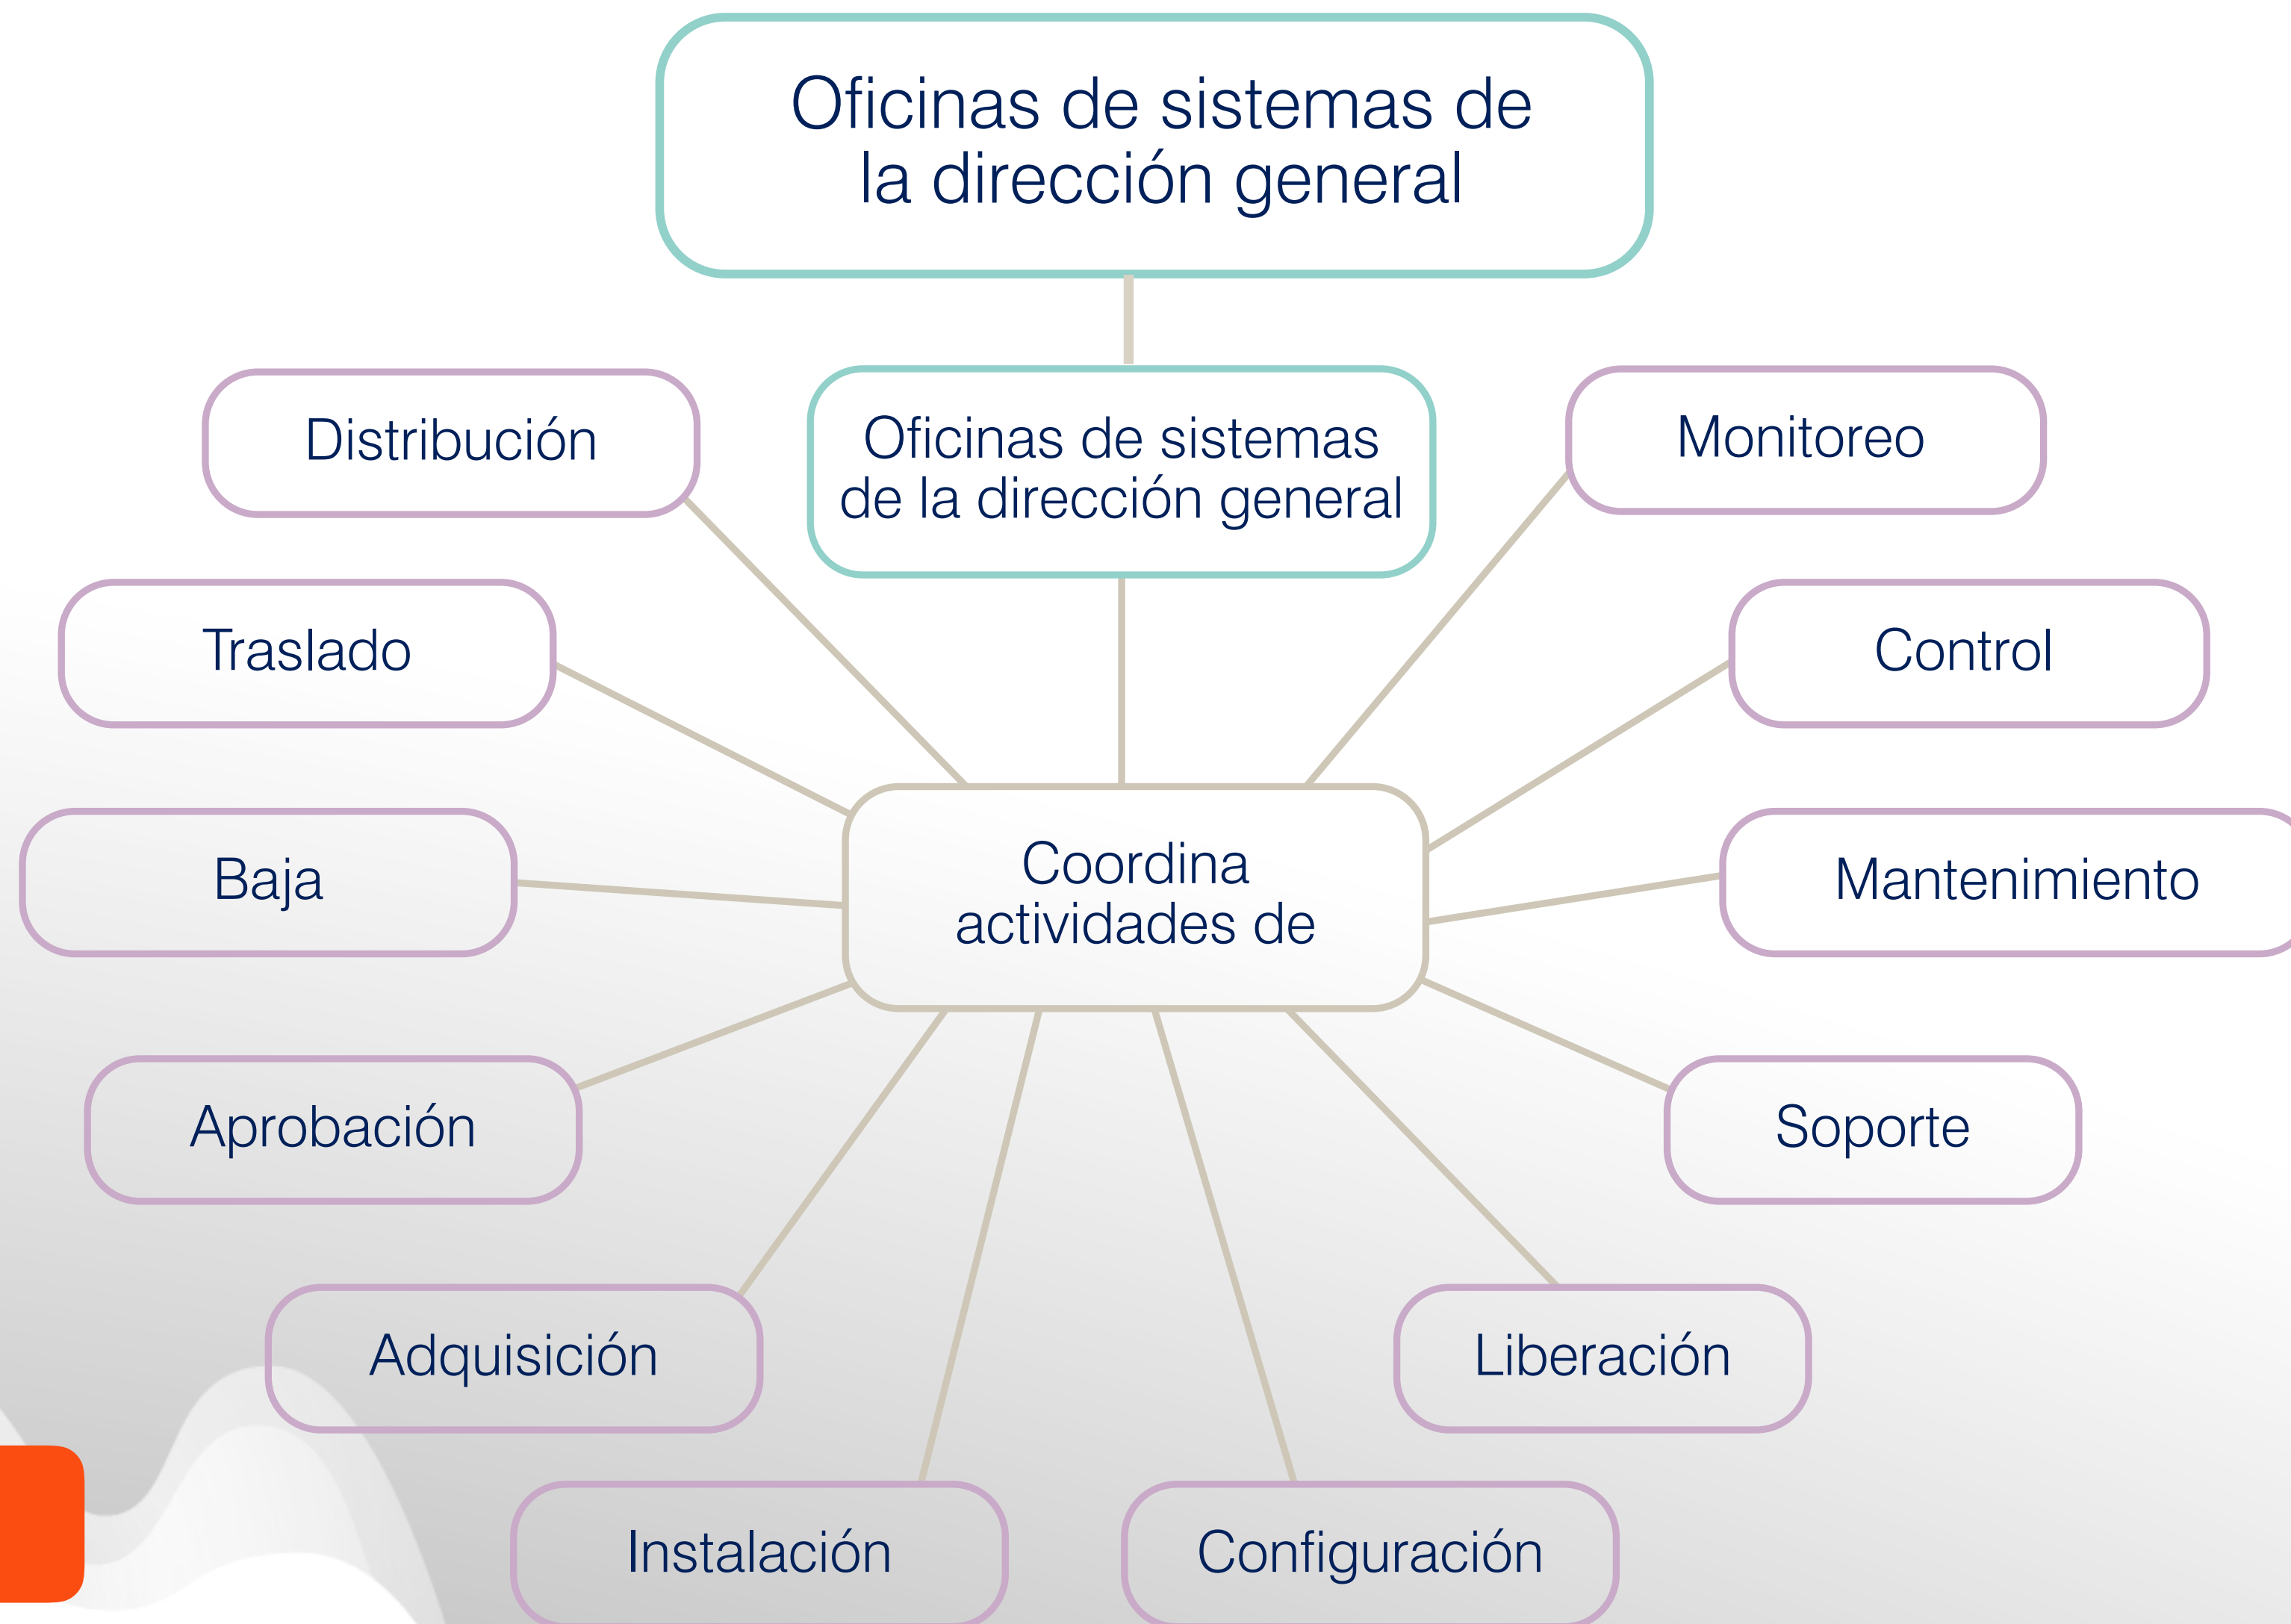 Oficinas de sistemas de
la dirección general
Distribución
Oficinas de sistemas
de la dirección general
Monitoreo
Traslado
Control
Baja
Coordina
actividades de
Mantenimiento
Aprobación
Soporte
Adquisición
Liberación
Instalación
Configuración